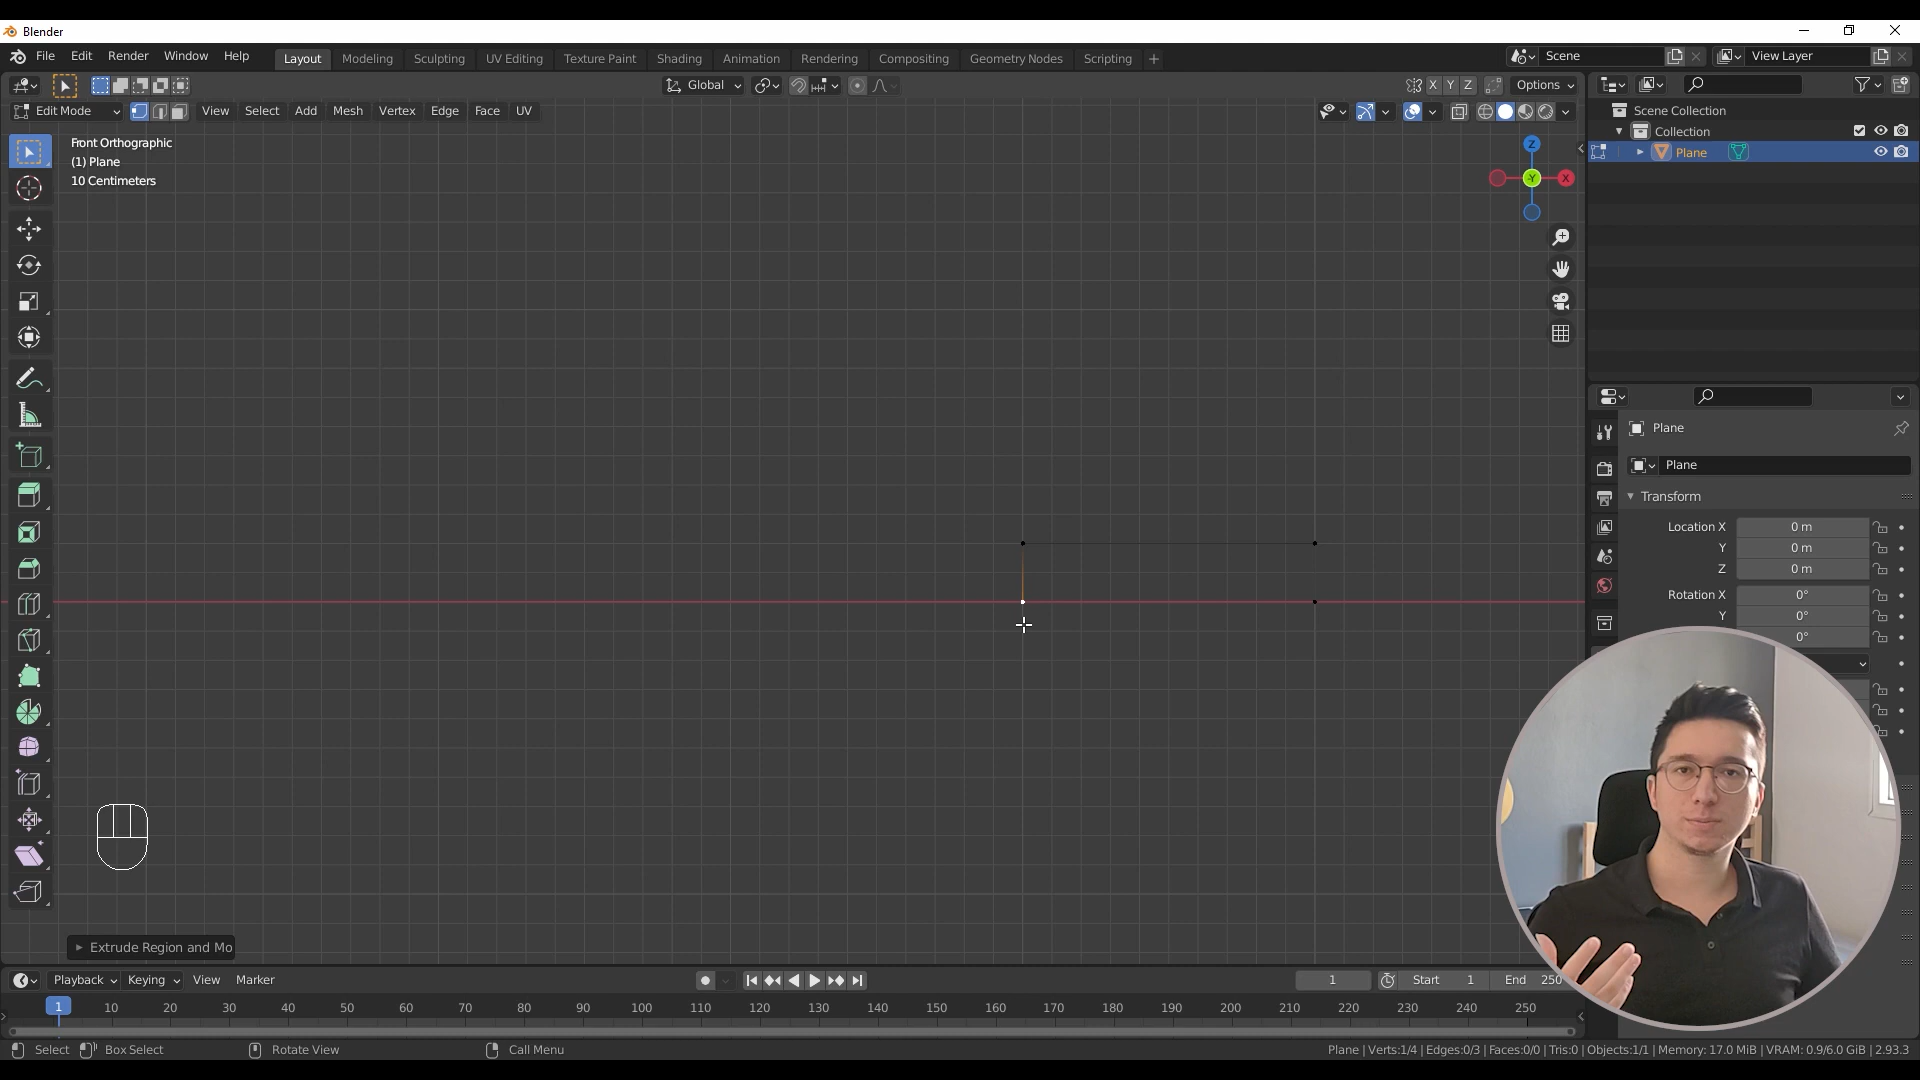 Blender
File Edit Render Window Help Layout Modeling Sculpting UV Editing Texture Paint Shading Animation Rendering Compositing Geometry Nodes Scripting + Scene View Layer
Global X Y Z Options
Edit Mode View Select Add Mesh Vertex Edge Face UV
Scene Collection
Collection
Plane
Front Orthographic
(1) Plane
10 Centimeters
Z
Y
X
Plane
Plane
Transform
Location X 0 m
Y 0 m
Z 0 m
Rotation X 0°
Y 0°
0°
Extrude Region and Mo
Playback Keying View Marker 1 Start 1 End 250
1 10 20 30 40 50 60 70 80 90 100 110 120 130 140 150 160 170 180 190 200 210 220 230 240 250
Select Box Select Rotate View Call Menu Plane | Verts:1/4 | Edges:0/3 | Faces:0/0 | Tris:0 | Objects:1/1 | Memory: 17.0 MiB | VRAM: 0.9/6.0 GiB | 2.93.3